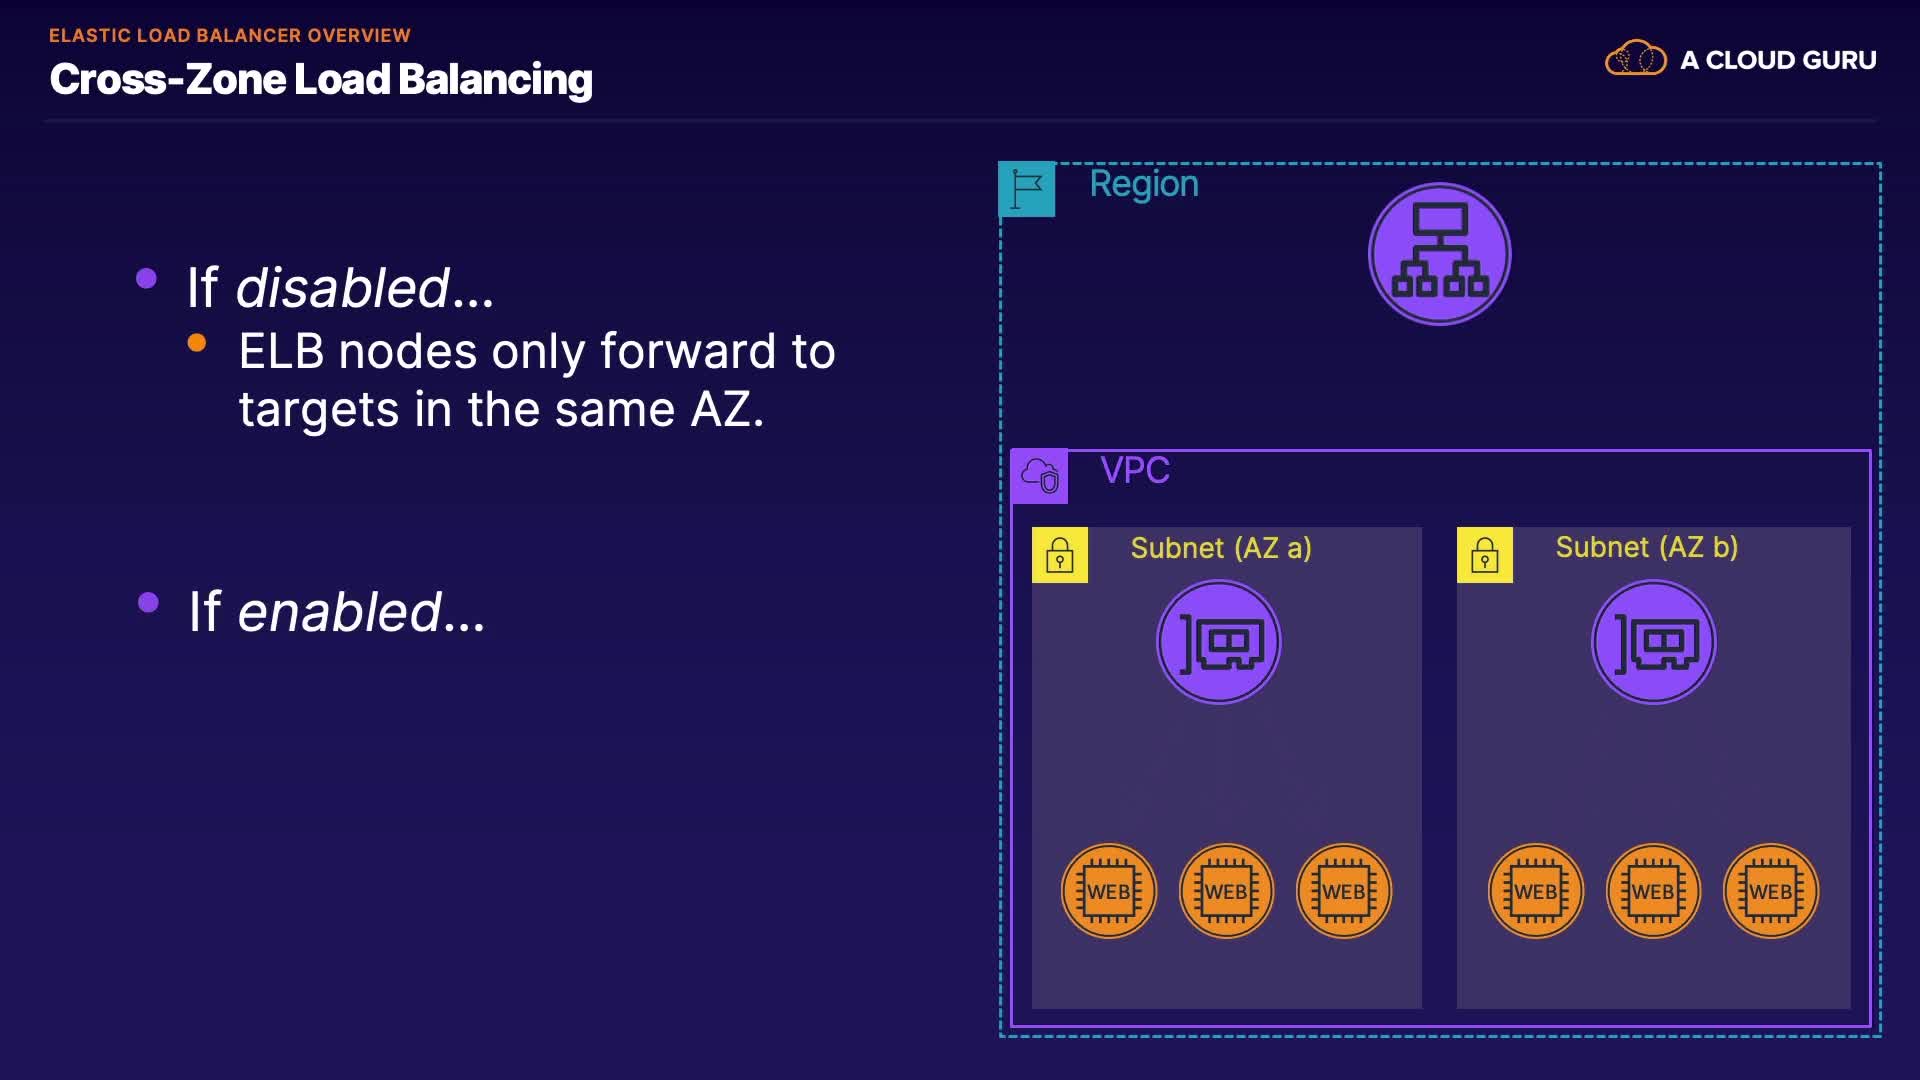 ELASTIC LOAD BALANCER OVERVIEW
Cross-Zone Load Balancing
A CLOUD GURU
If disabled...
ELB nodes only forward to
targets in the same AZ.
If enabled...
Region
VPC
Subnet (AZ a)
Subnet (AZ b)
WEB WEB WEB WEB WEB WEB